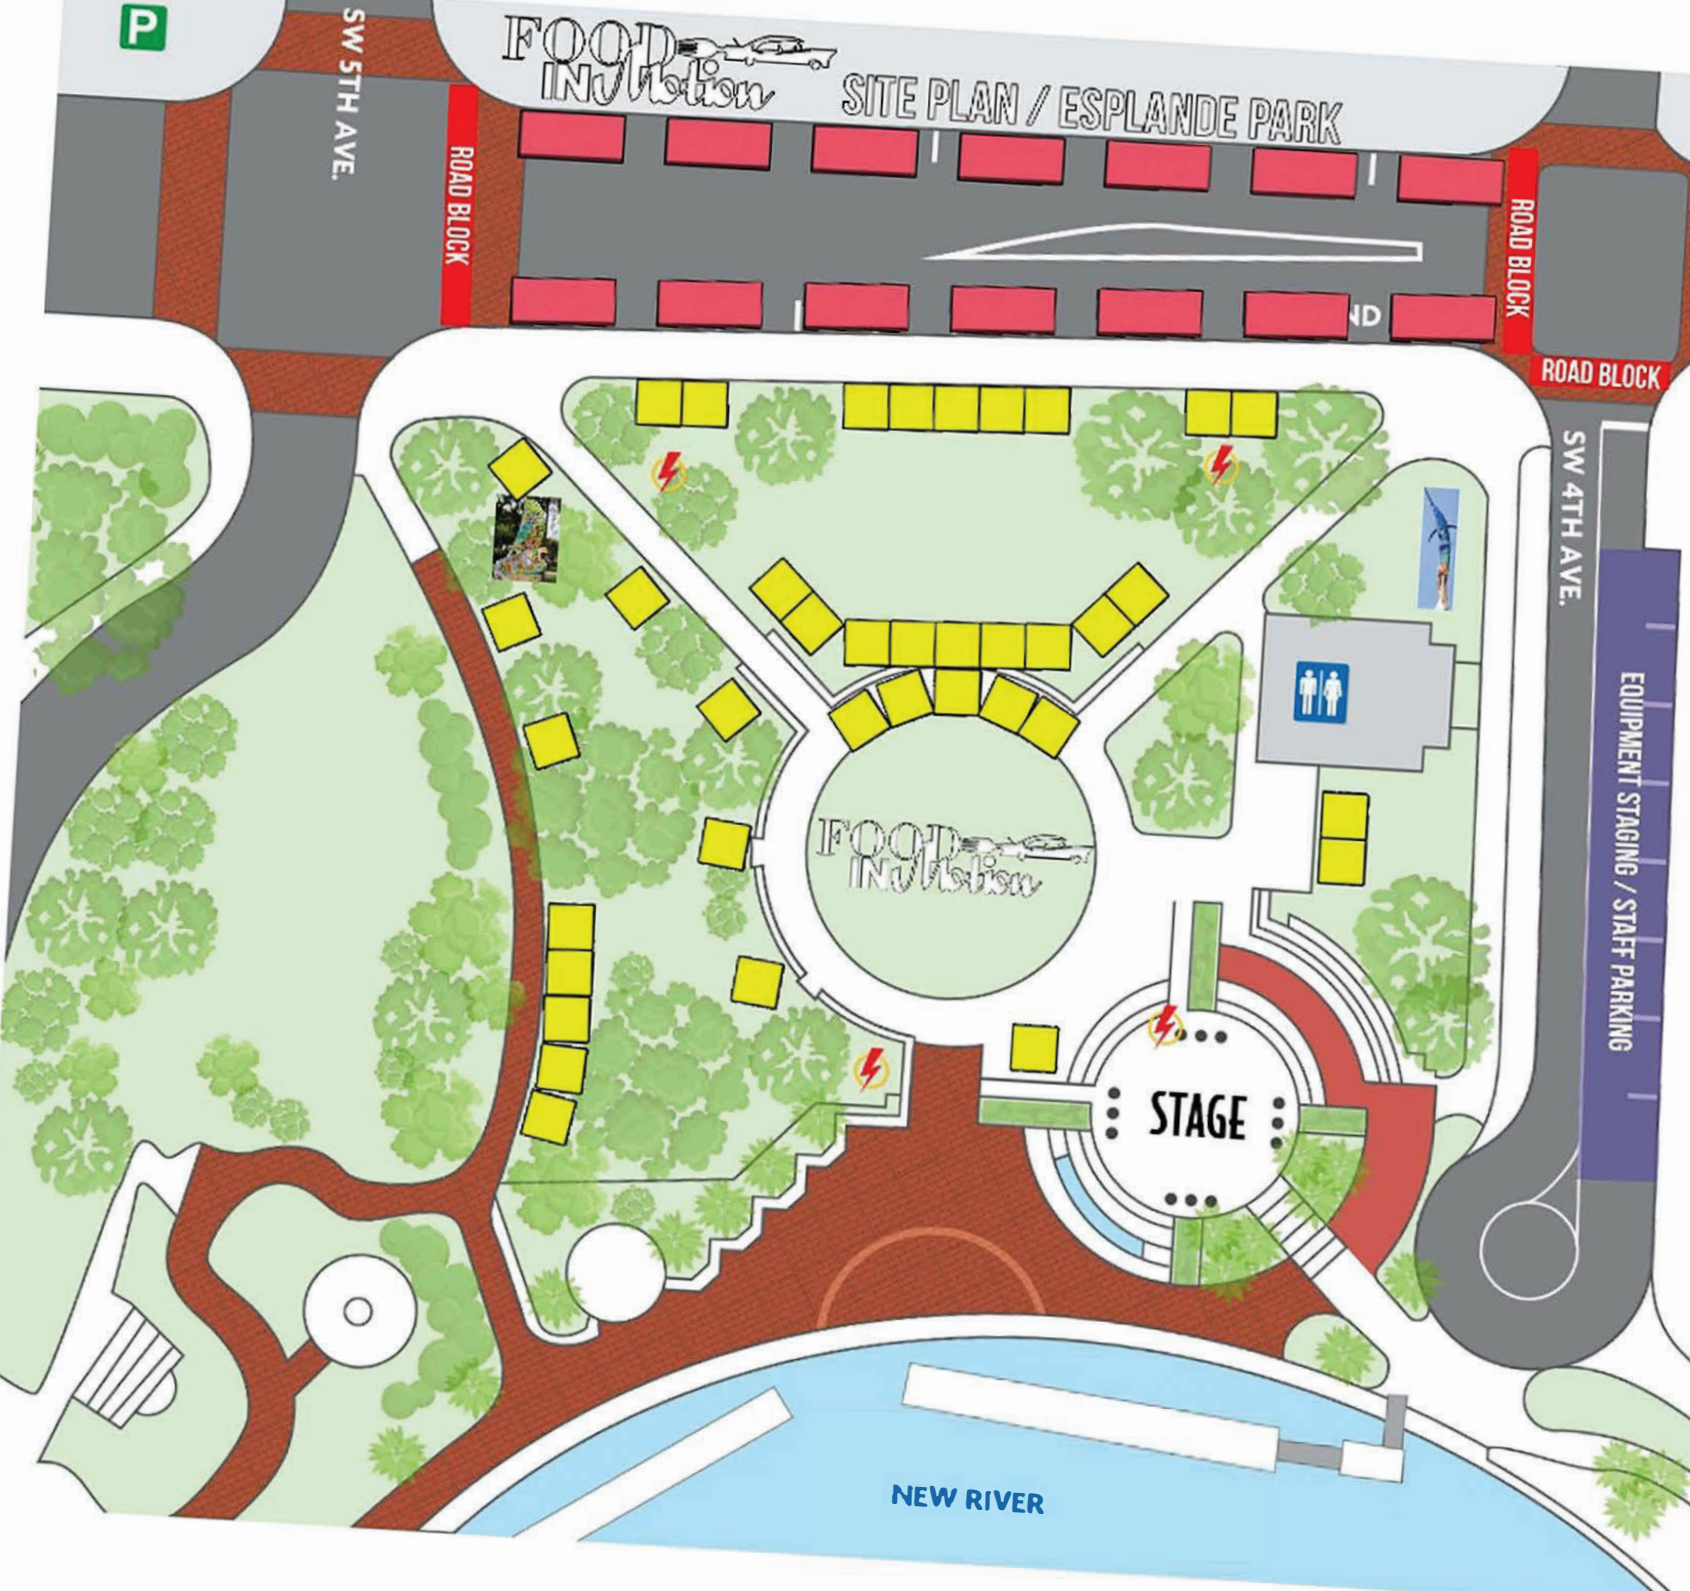 P
SW 5TH AVE.
FOOD
IN Motion
SITE PLAN / ESPLANDE PARK
ROAD BLOCK
ROAD BLOCK
ND
ROAD BLOCK
SW 4TH AVE.
EQUIPMENT STAGING / STAFF PARKING
FOOD
IN Motion
STAGE
NEW RIVER